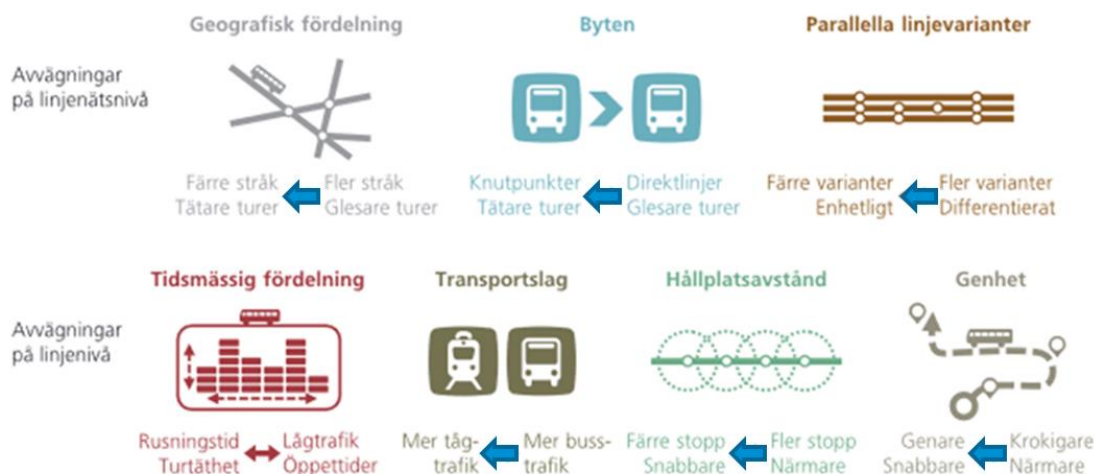 Geografisk fördelning
Byten
Parallella linjevarianter
Avvägningar
på linjenätsnivå
Färre stråk
Tätare turer
Fler stråk
Glesare turer
Knutpunkter
Tätare turer
Direktlinjer
Glesare turer
Färre varianter
Enhetligt
Fler varianter
Differentierat
Tidsmässig fördelning
Transportslag
Hållplatsavstånd
Genhet
Avvägningar
på linjenivå
Rusningstid
Turtäthet
Lågtrafik
Öppettider
Mer tåg-
trafik
Mer buss-
trafik
Färre stopp
Snabbare
Fler stopp
Närmare
Genare
Snabbare
Krokigare
Närmare